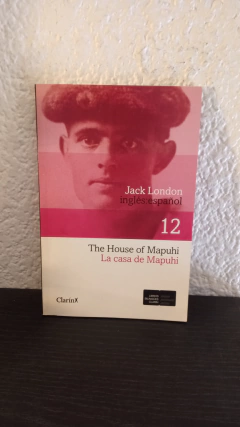 Jack London
inglés español
12
The House of Mapuhi
La casa de Mapuhi
Clarín